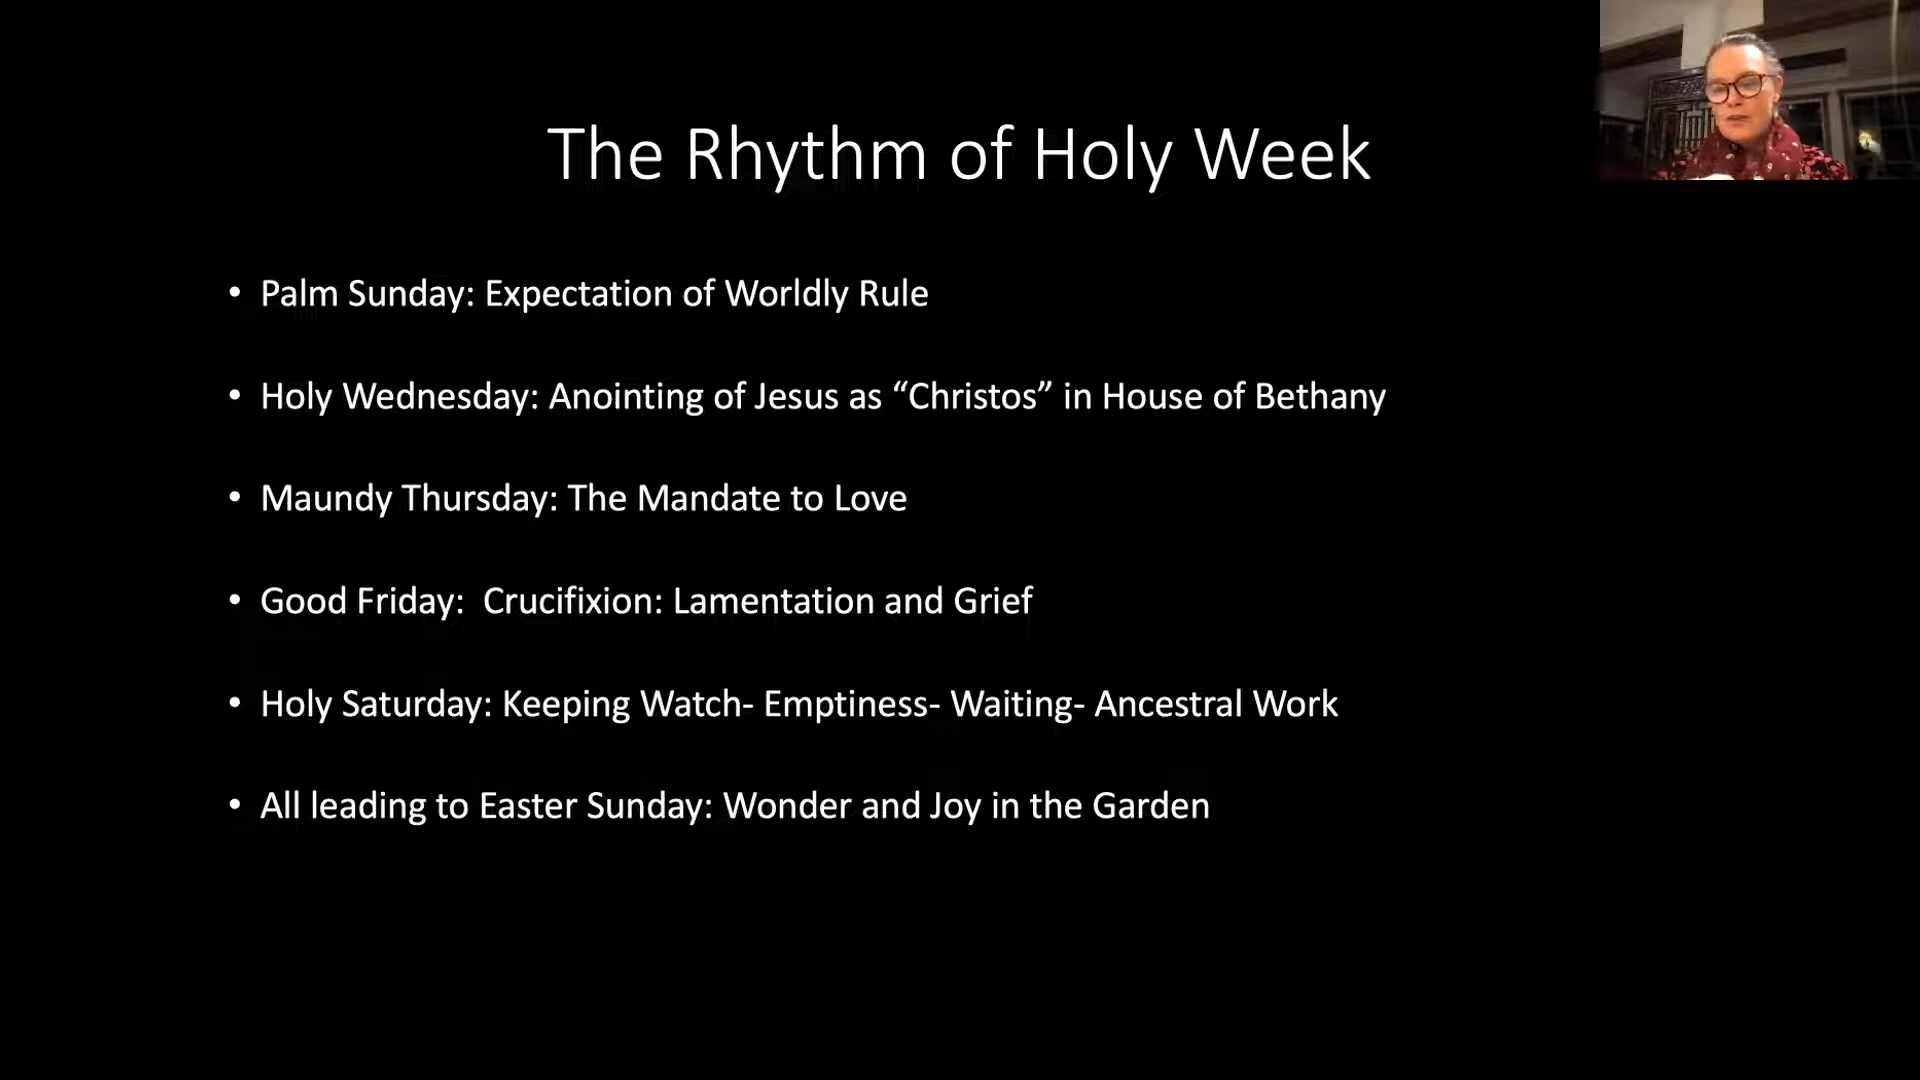 The Rhythm of Holy Week
• Palm Sunday: Expectation of Worldly Rule
• Holy Wednesday: Anointing of Jesus as “Christos” in House of Bethany
• Maundy Thursday: The Mandate to Love
• Good Friday:  Crucifixion: Lamentation and Grief
• Holy Saturday: Keeping Watch- Emptiness- Waiting- Ancestral Work
• All leading to Easter Sunday: Wonder and Joy in the Garden